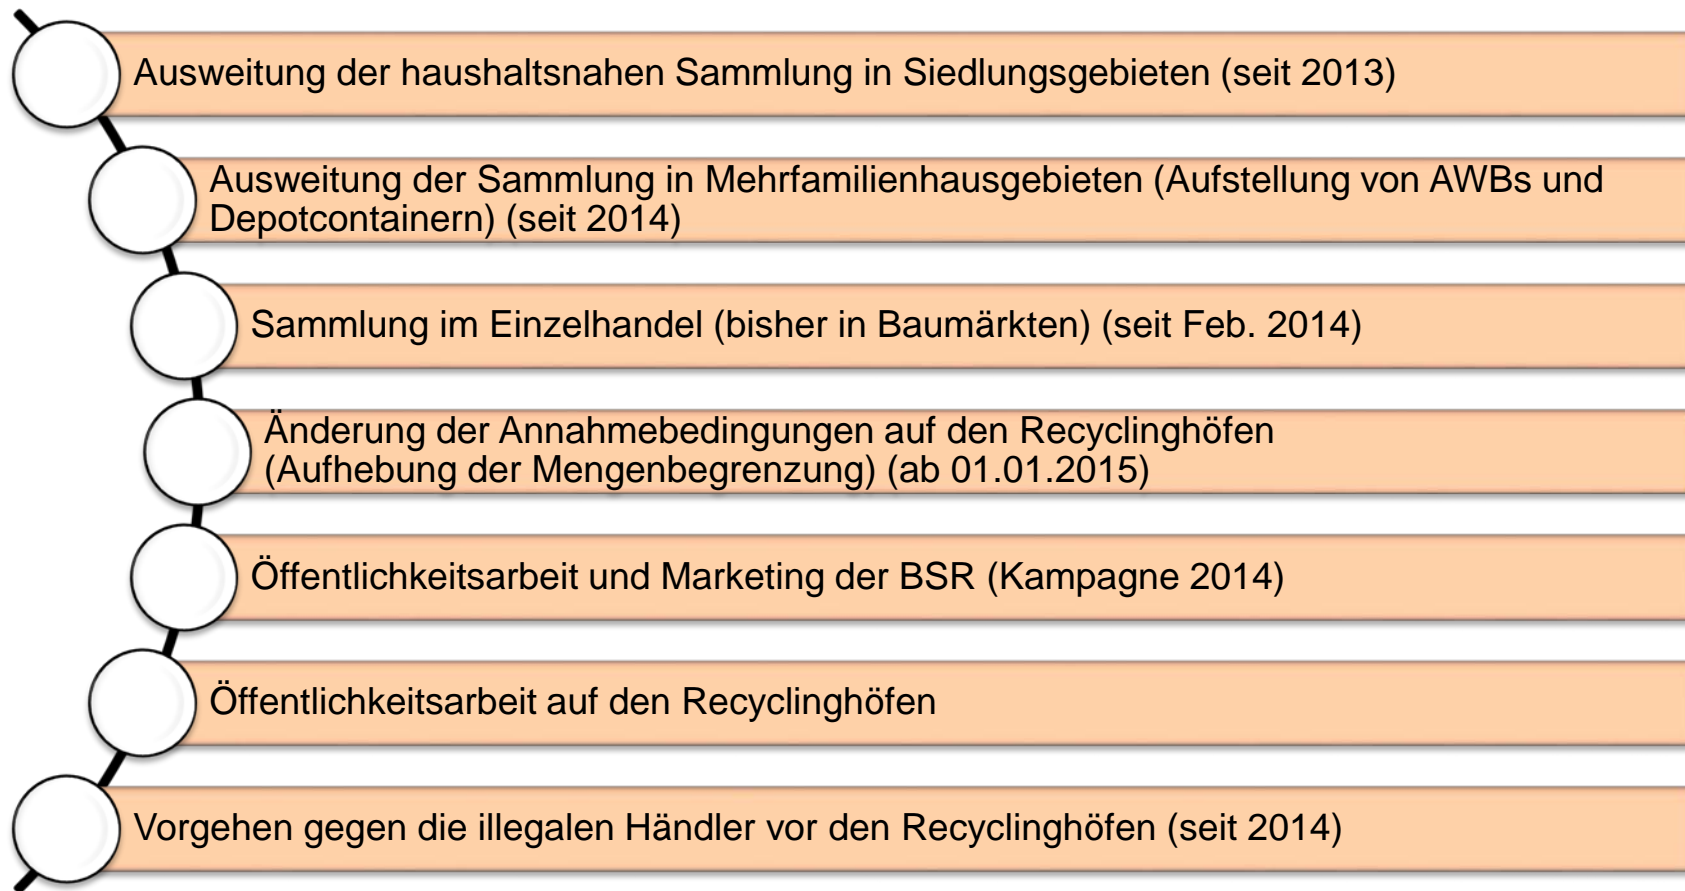 Ausweitung der haushaltsnahen Sammlung in Siedlungsgebieten (seit 2013)
Ausweitung der Sammlung in Mehrfamilienhausgebieten (Aufstellung von AWBs und
Depotcontainern) (seit 2014)
Sammlung im Einzelhandel (bisher in Baumärkten) (seit Feb. 2014)
Änderung der Annahmebedingungen auf den Recyclinghöfen
(Aufhebung der Mengenbegrenzung) (ab 01.01.2015)
Öffentlichkeitsarbeit und Marketing der BSR (Kampagne 2014)
Öffentlichkeitsarbeit auf den Recyclinghöfen
Vorgehen gegen die illegalen Händler vor den Recyclinghöfen (seit 2014)